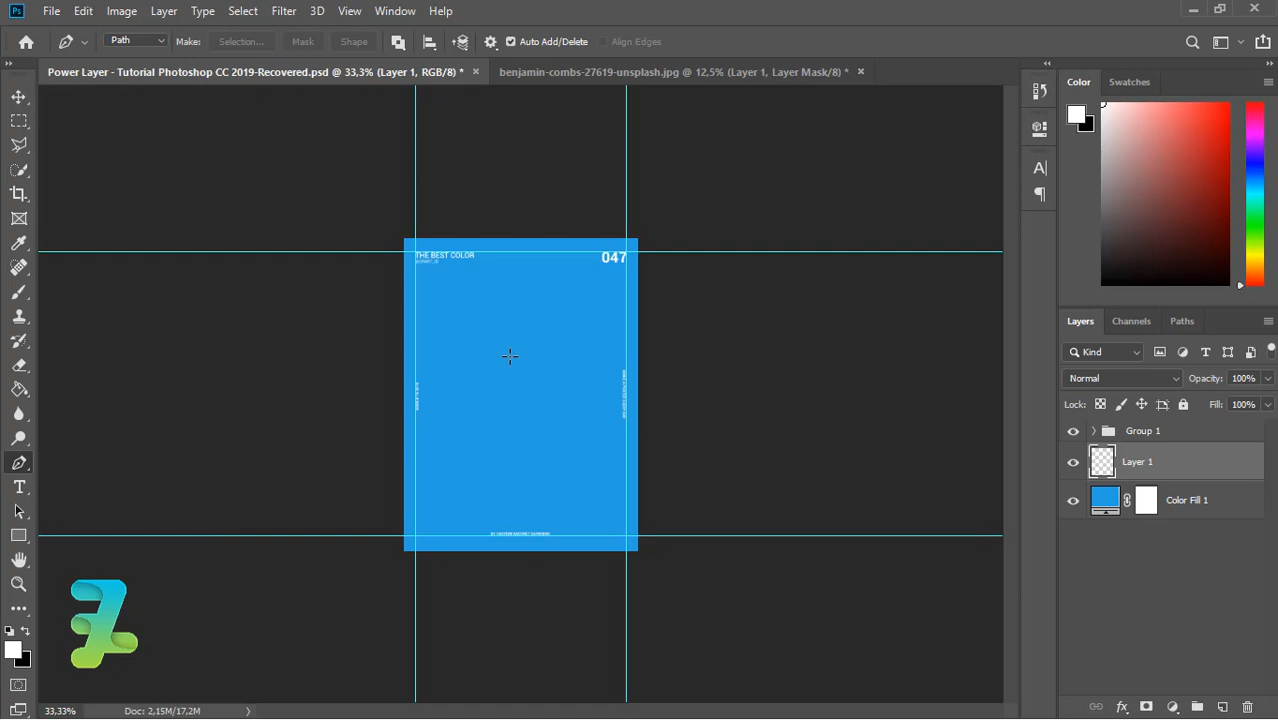 Ps File Edit Image Layer Type Select Filter 3D View Window Help
Path Make: Selection... Mask Shape Auto Add/Delete Align Edges
Power Layer - Tutorial Photoshop CC 2019-Recovered.psd @ 33,3% (Layer 1, RGB/8) * × benjamin-combs-27619-unsplash.jpg @ 12,5% (Layer 1, Layer Mask/8) * ×
Color Swatches
THE BEST COLOR
047
Layers Channels Paths
Kind
Normal Opacity: 100%
Lock: Fill: 100%
Group 1
Layer 1
Color Fill 1
33,33% Doc: 2,15M/17,2M